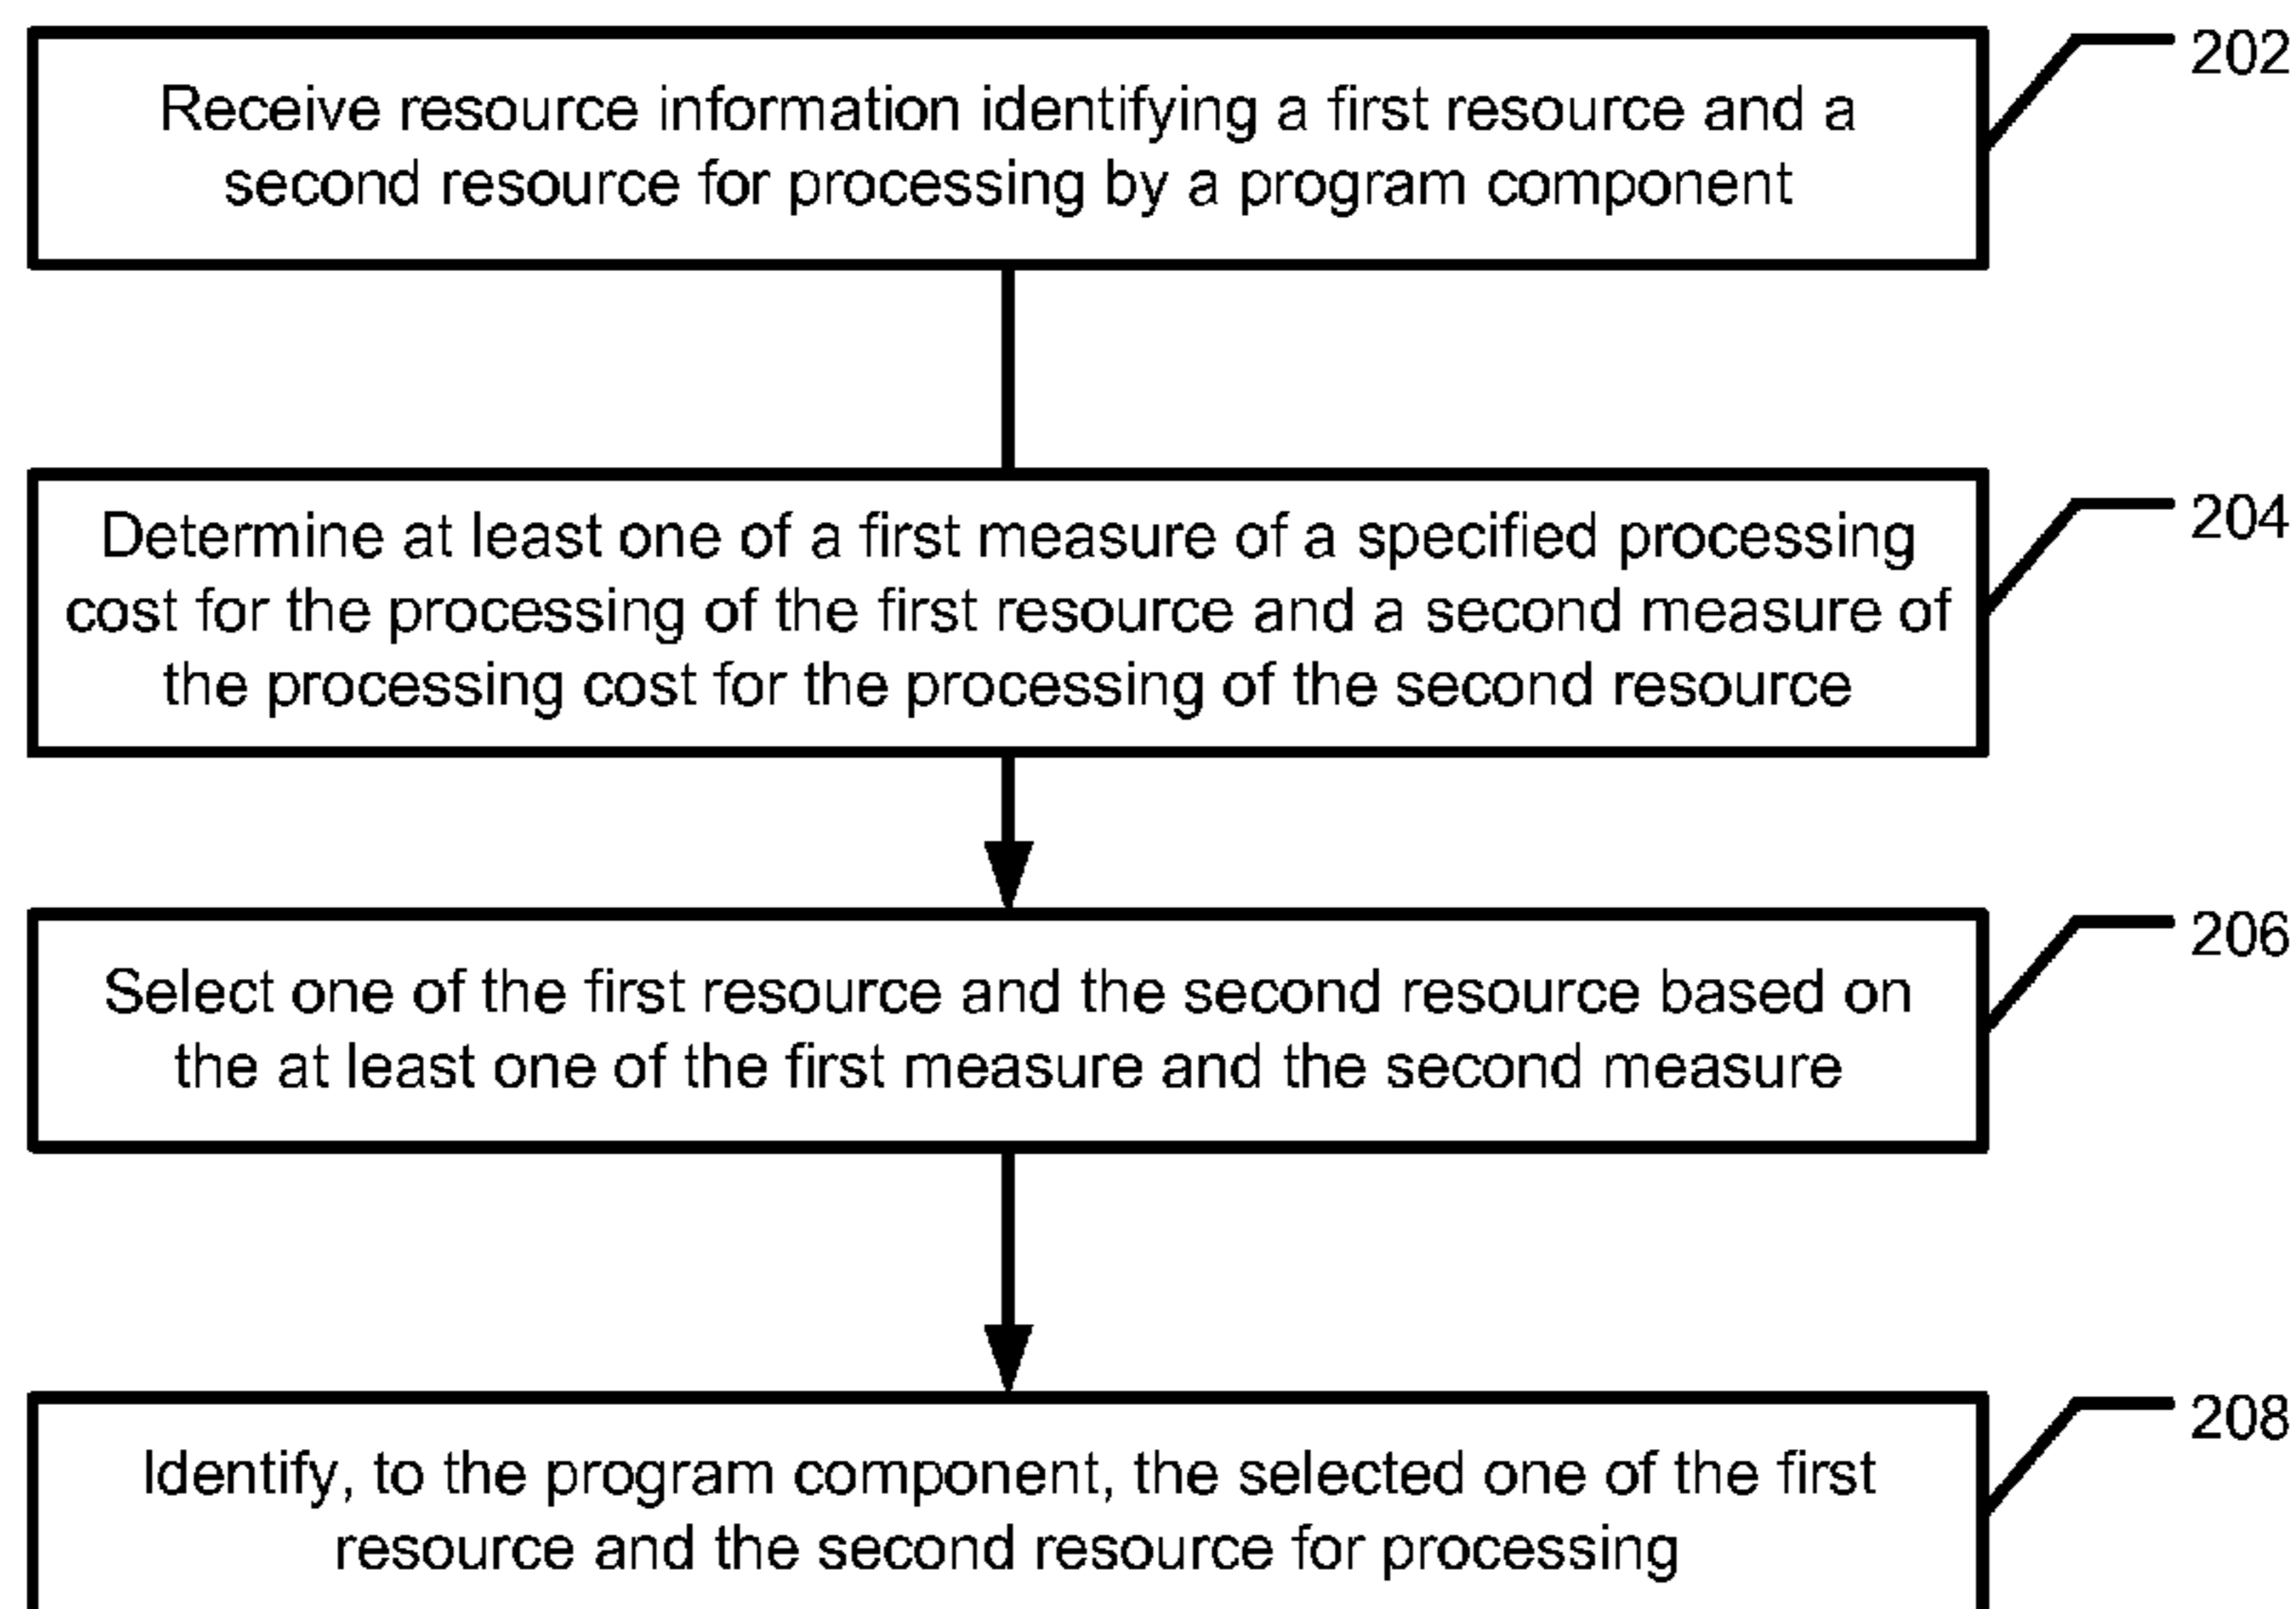 202
Receive resource information identifying a first resource and a
second resource for processing by a program component
204
Determine at least one of a first measure of a specified processing
cost for the processing of the first resource and a second measure of
the processing cost for the processing of the second resource
206
Select one of the first resource and the second resource based on
the at least one of the first measure and the second measure
208
Identify, to the program component, the selected one of the first
resource and the second resource for processing